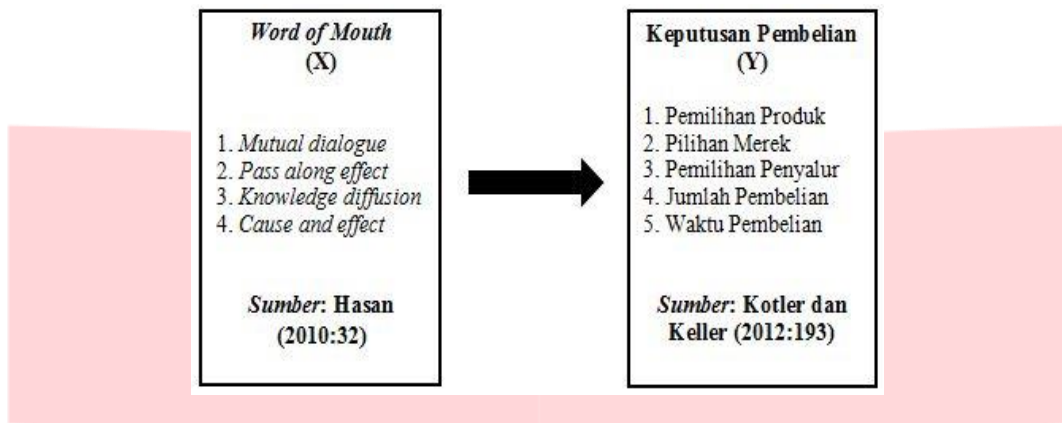 Word of Mouth
(X)
1. Mutual dialogue
2. Pass along effect
3. Knowledge diffusion
4. Cause and effect
Sumber: Hasan
(2010:32)
Keputusan Pembelian
(Y)
1. Pemilihan Produk
2. Pilihan Merek
3. Pemilihan Penyalur
4. Jumlah Pembelian
5. Waktu Pembelian
Sumber: Kotler dan
Keller (2012:193)